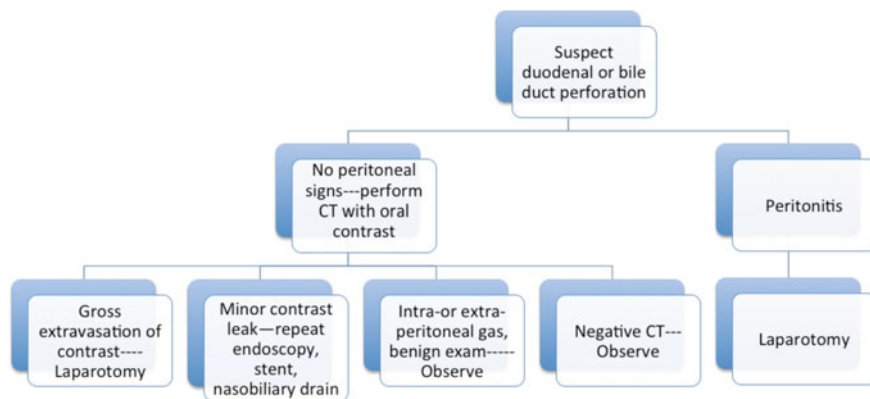 Suspect
duodenal or bile
duct perforation
No peritoneal
signs---perform
CT with oral
contrast
Peritonitis
Gross
extravasation of
contrast----
Laparotomy
Minor contrast
leak—repeat
endoscopy,
stent,
nasobiliary drain
Intra-or extra-
peritoneal gas,
benign exam-----
Observe
Negative CT---
Observe
Laparotomy